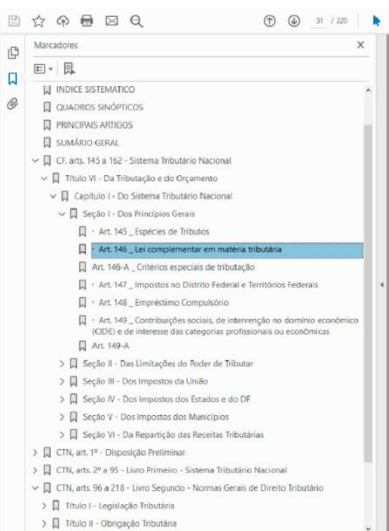 31 / 220
Marcadores X
INDICE SISTEMÁTICO
QUADROS SINÓPTICOS
PRINCIPAIS ARTIGOS
SUMÁRIO GERAL
CF, arts. 145 a 162 - Sistema Tributário Nacional
Título VI - Da Tributação e do Orçamento
Capítulo I - Do Sistema Tributário Nacional
Seção I - Dos Princípios Gerais
· Art. 145 _ Espécies de Tributos
· Art. 146 _ Lei complementar em matéria tributária
Art. 146-A _ Critérios especiais de tributação
· Art. 147 _ Impostos no Distrito Federal e Territórios Federais
· Art. 148 _ Empréstimo Compulsório
· Art. 149 _ Contribuições sociais, de intervenção no domínio econômico
(CIDE) e de interesse das categorias profissionais ou econômicas
Art. 149-A
Seção II - Das Limitações do Poder de Tributar
Seção III - Dos Impostos da União
Seção IV - Dos Impostos dos Estados e do DF
Seção V - Dos Impostos dos Municípios
Seção VI - Da Repartição das Receitas Tributárias
CTN, art. 1º - Disposição Preliminar
CTN, arts. 2º a 95 - Livro Primeiro - Sistema Tributário Nacional
CTN, arts. 96 a 218 - Livro Segundo - Normas Gerais de Direito Tributário
Título I - Legislação Tributária
Título II - Obrigação Tributária